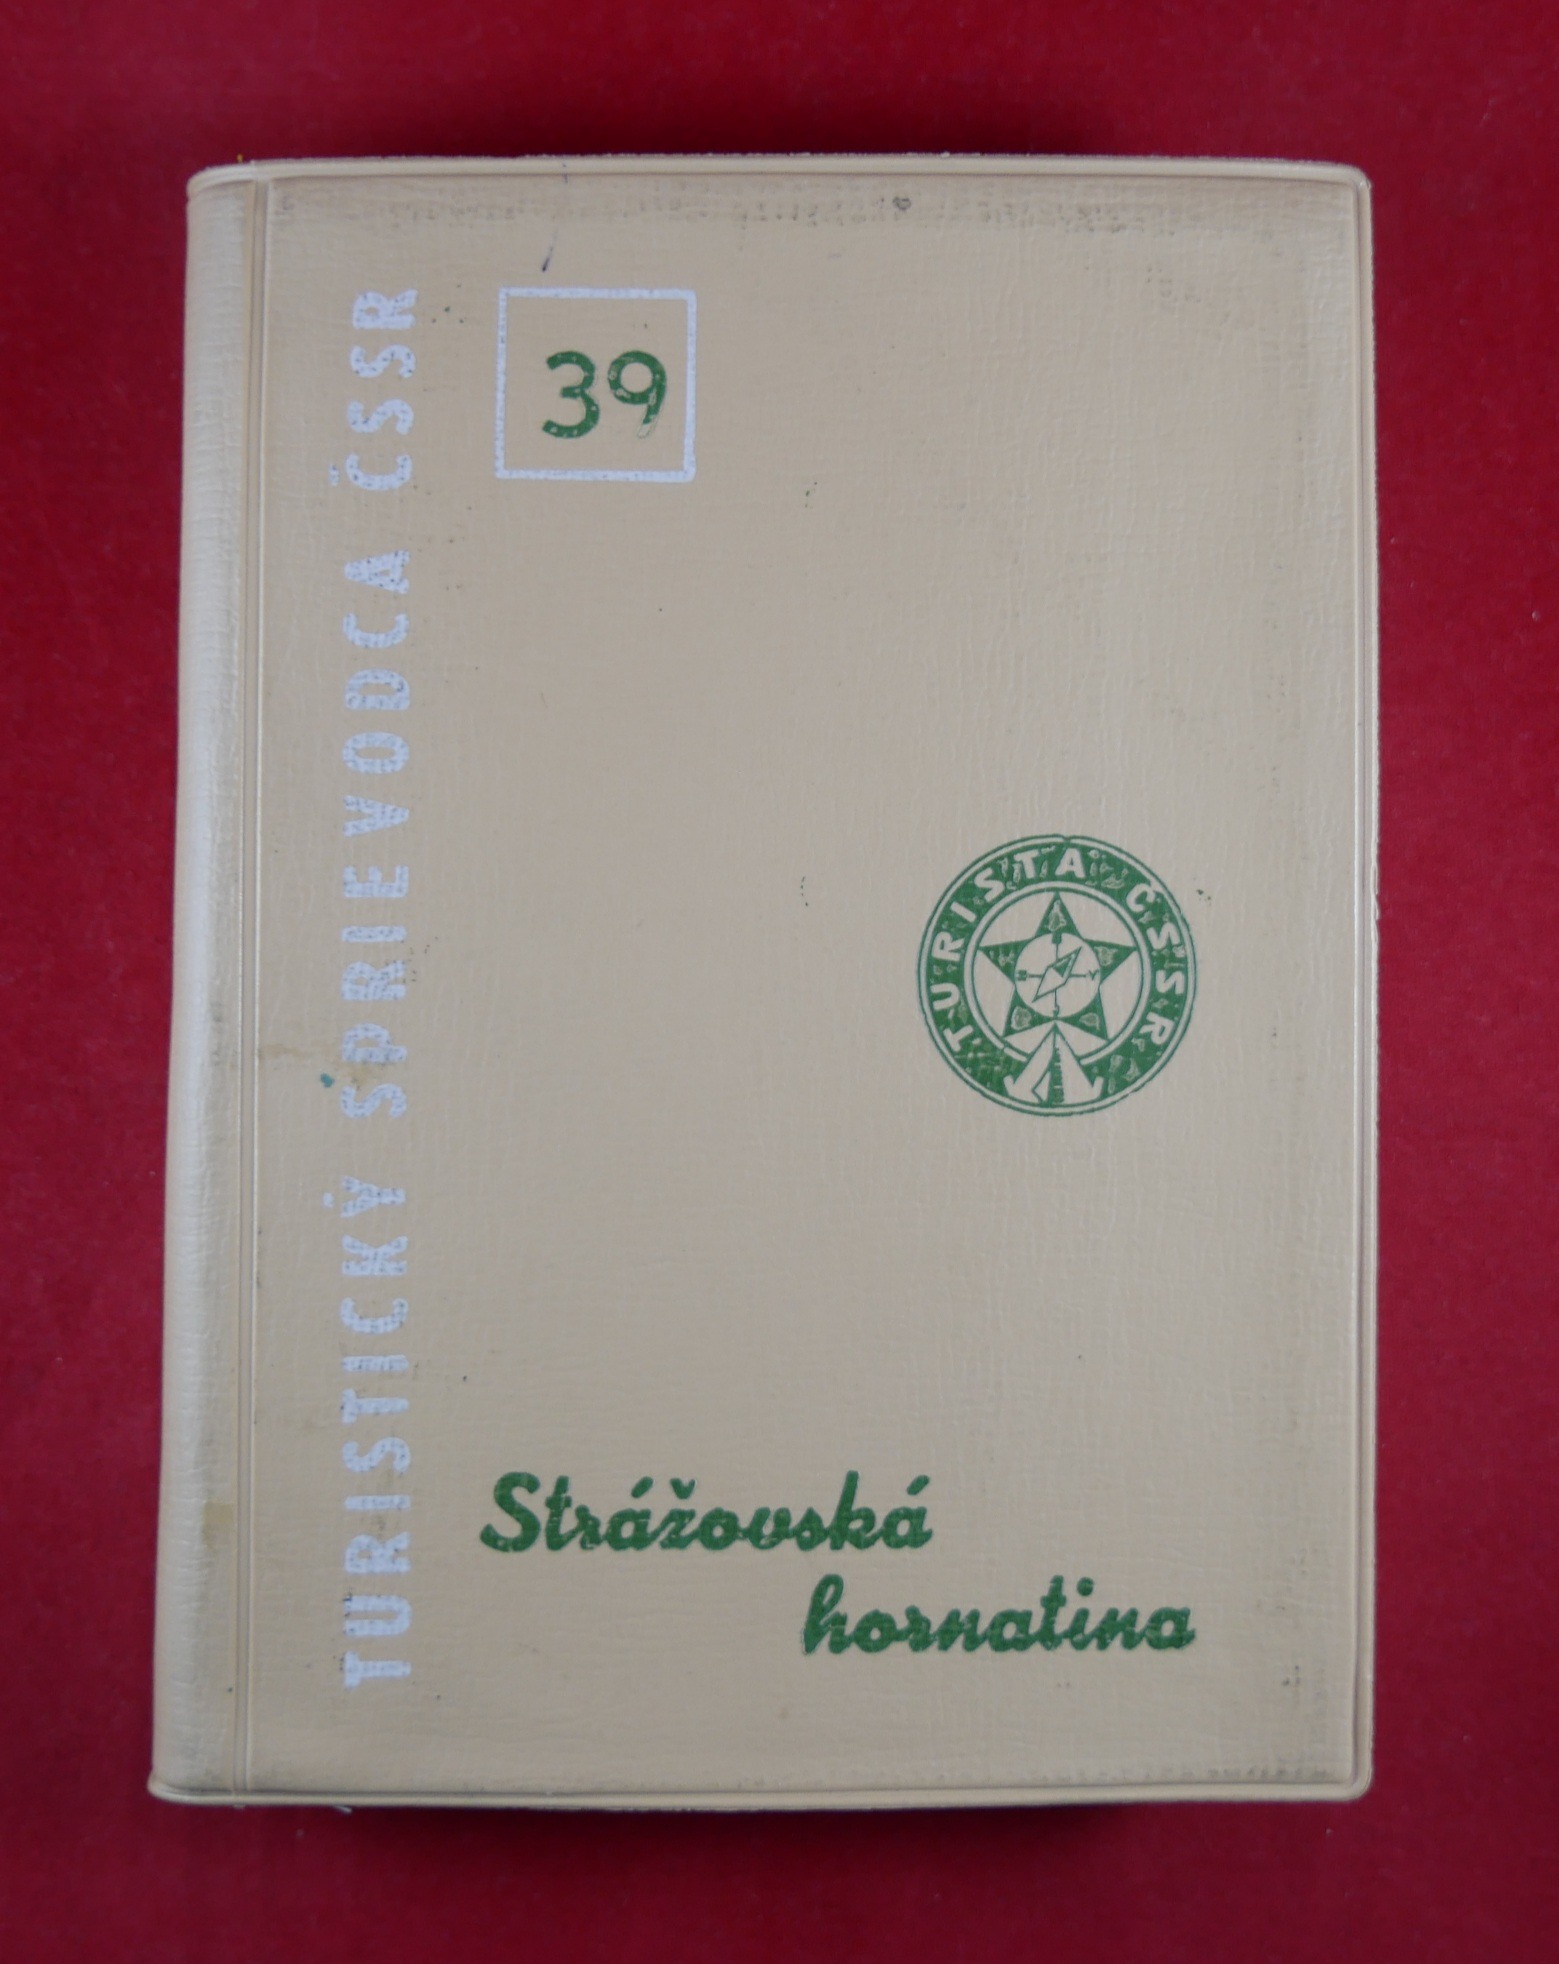 TURISTICKÝ SPRIEVODCA ČSSR
39
TURISTA ČSSR
Strážovská
hornatina